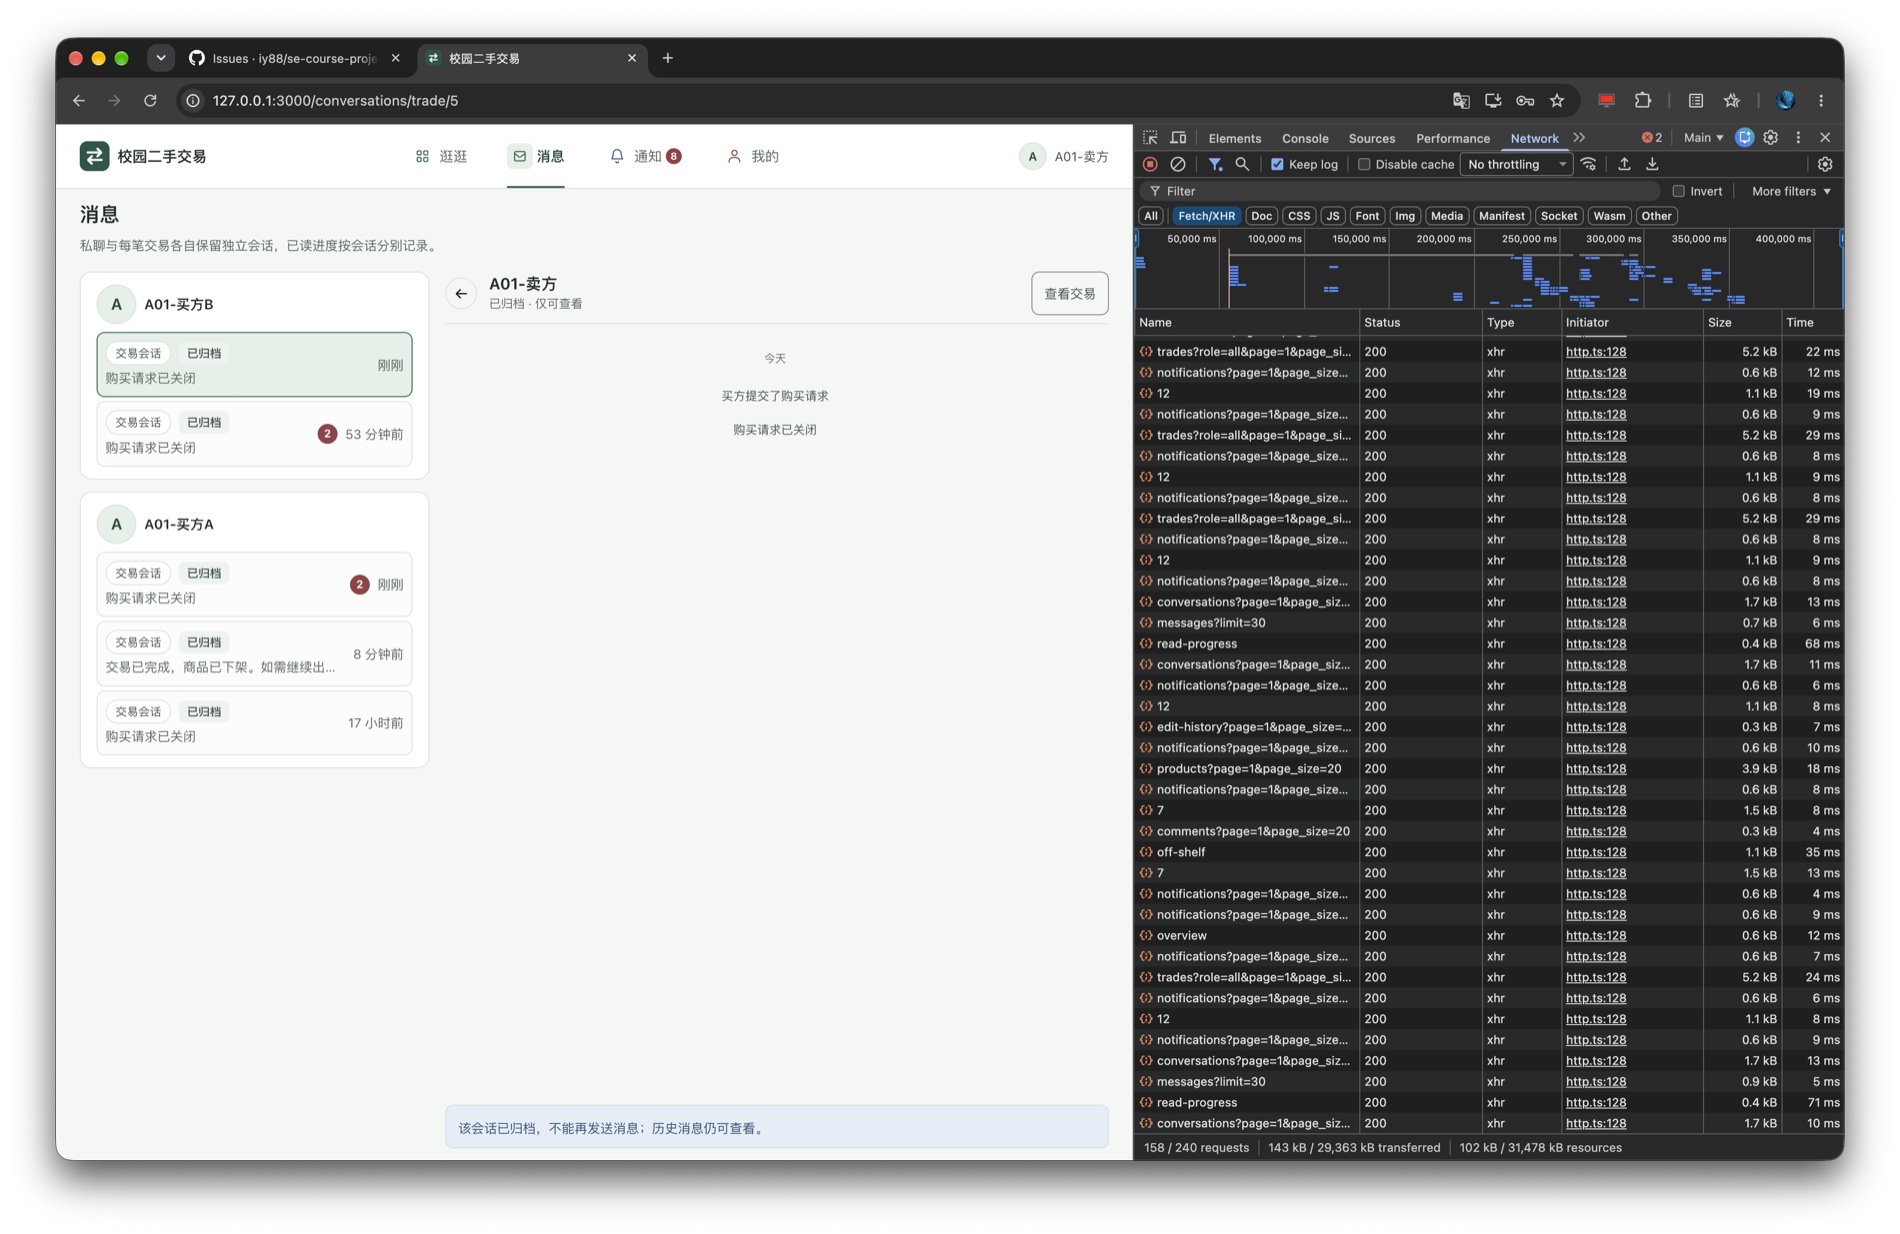 Issues · iy88/se-course-proje
校园二手交易
127.0.0.1:3000/conversations/trade/5
校园二手交易
逛逛
消息
通知 8
我的
A A01-卖方
消息
私聊与每笔交易各自保留独立会话，已读进度按会话分别记录。
A A01-买方B
交易会话 已归档
购买请求已关闭
刚刚
交易会话 已归档
购买请求已关闭
2 53 分钟前
A A01-买方A
交易会话 已归档
购买请求已关闭
2 刚刚
交易会话 已归档
交易已完成，商品已下架。如需继续出...
8 分钟前
交易会话 已归档
购买请求已关闭
17 小时前
A01-卖方
已归档 · 仅可查看
查看交易
今天
买方提交了购买请求
购买请求已关闭
该会话已归档，不能再发送消息；历史消息仍可查看。
Elements Console Sources Performance Network 2 Main
Keep log Disable cache No throttling
Filter Invert More filters
All Fetch/XHR Doc CSS JS Font Img Media Manifest Socket Wasm Other
50,000 ms 100,000 ms 150,000 ms 200,000 ms 250,000 ms 300,000 ms 350,000 ms 400,000 ms
Name Status Type Initiator Size Time
trades?role=all&page=1&page_si... 200 xhr http.ts:128 5.2 kB 22 ms
notifications?page=1&page_size... 200 xhr http.ts:128 0.6 kB 12 ms
12 200 xhr http.ts:128 1.1 kB 19 ms
notifications?page=1&page_size... 200 xhr http.ts:128 0.6 kB 9 ms
trades?role=all&page=1&page_si... 200 xhr http.ts:128 5.2 kB 29 ms
notifications?page=1&page_size... 200 xhr http.ts:128 0.6 kB 8 ms
12 200 xhr http.ts:128 1.1 kB 9 ms
notifications?page=1&page_size... 200 xhr http.ts:128 0.6 kB 8 ms
trades?role=all&page=1&page_si... 200 xhr http.ts:128 5.2 kB 29 ms
notifications?page=1&page_size... 200 xhr http.ts:128 0.6 kB 8 ms
12 200 xhr http.ts:128 1.1 kB 9 ms
notifications?page=1&page_size... 200 xhr http.ts:128 0.6 kB 8 ms
conversations?page=1&page_siz... 200 xhr http.ts:128 1.7 kB 13 ms
messages?limit=30 200 xhr http.ts:128 0.7 kB 6 ms
read-progress 200 xhr http.ts:128 0.4 kB 68 ms
conversations?page=1&page_siz... 200 xhr http.ts:128 1.7 kB 11 ms
notifications?page=1&page_size... 200 xhr http.ts:128 0.6 kB 6 ms
12 200 xhr http.ts:128 1.1 kB 8 ms
edit-history?page=1&page_size=... 200 xhr http.ts:128 0.3 kB 7 ms
notifications?page=1&page_size... 200 xhr http.ts:128 0.6 kB 10 ms
products?page=1&page_size=20 200 xhr http.ts:128 3.9 kB 18 ms
notifications?page=1&page_size... 200 xhr http.ts:128 0.6 kB 8 ms
7 200 xhr http.ts:128 1.5 kB 8 ms
comments?page=1&page_size=20 200 xhr http.ts:128 0.3 kB 4 ms
off-shelf 200 xhr http.ts:128 1.1 kB 35 ms
7 200 xhr http.ts:128 1.5 kB 13 ms
notifications?page=1&page_size... 200 xhr http.ts:128 0.6 kB 4 ms
notifications?page=1&page_size... 200 xhr http.ts:128 0.6 kB 9 ms
overview 200 xhr http.ts:128 0.6 kB 12 ms
notifications?page=1&page_size... 200 xhr http.ts:128 0.6 kB 7 ms
trades?role=all&page=1&page_si... 200 xhr http.ts:128 5.2 kB 24 ms
notifications?page=1&page_size... 200 xhr http.ts:128 0.6 kB 6 ms
12 200 xhr http.ts:128 1.1 kB 8 ms
notifications?page=1&page_size... 200 xhr http.ts:128 0.6 kB 9 ms
conversations?page=1&page_siz... 200 xhr http.ts:128 1.7 kB 13 ms
messages?limit=30 200 xhr http.ts:128 0.9 kB 5 ms
read-progress 200 xhr http.ts:128 0.4 kB 71 ms
conversations?page=1&page_siz... 200 xhr http.ts:128 1.7 kB 10 ms
158 / 240 requests 143 kB / 29,363 kB transferred 102 kB / 31,478 kB resources